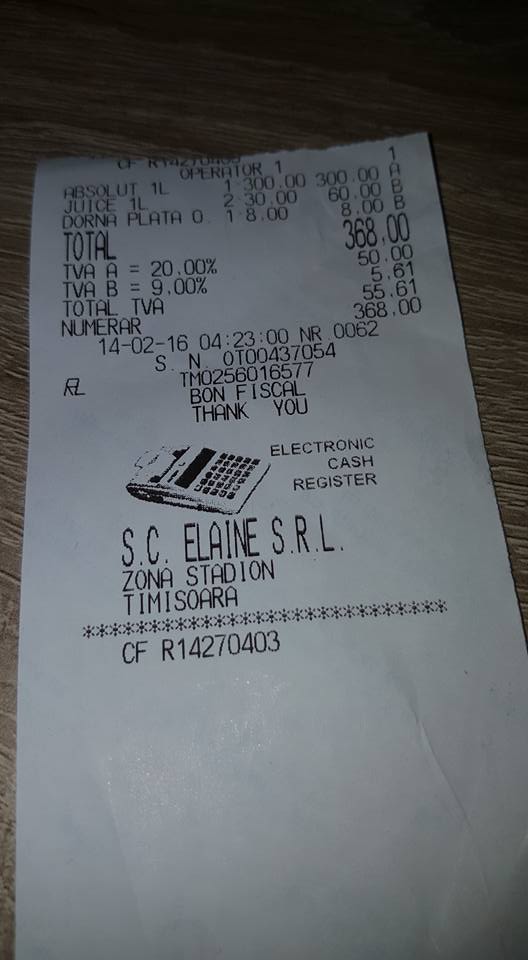 CF R14270403
OPERATOR 1 1
ABSOLUT 1L 1 300.00 300.00 A
JUICE 1L 2 30.00 60.00 B
DORNA PLATA 0. 1 8.00 8.00 B
TOTAL 368.00
TVA A = 20.00% 50.00
TVA B = 9.00% 5.61
TOTAL TVA 55.61
NUMERAR 368.00
14-02-16 04:23:00 NR.0062
S. N. OT00437054
TM0256016577
BON FISCAL
THANK YOU
ELECTRONIC
CASH
REGISTER
S.C. ELAINE S.R.L.
ZONA STADION
TIMISOARA
****************************
CF R14270403